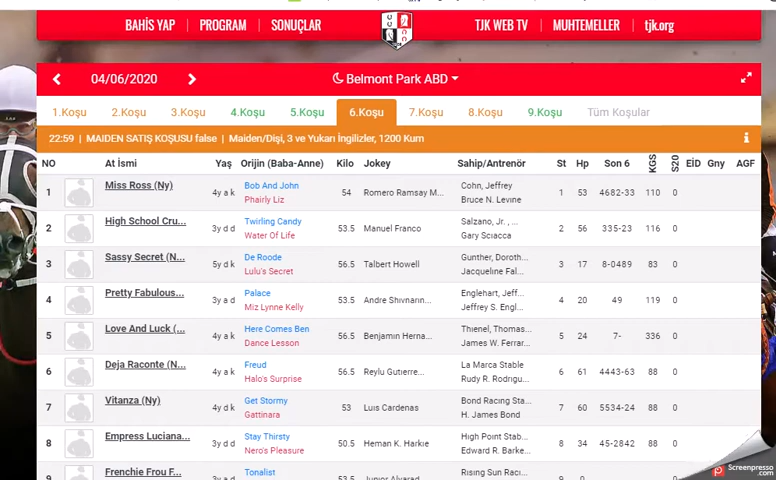 BAHİS YAP PROGRAM SONUÇLAR TJK WEB TV MUHTEMELLER tjk.org
04/06/2020 Belmont Park ABD
1.Koşu 2.Koşu 3.Koşu 4.Koşu 5.Koşu 6.Koşu 7.Koşu 8.Koşu 9.Koşu Tüm Koşular
22:59 | MAIDEN SATIŞ KOŞUSU false | Maiden/Dişi, 3 ve Yukarı İngilizler, 1200 Kum
NO At İsmi Yaş Orijin (Baba-Anne) Kilo Jokey Sahip/Antrenör St Hp Son 6 KGS S20 EİD Gny AGF
1 Miss Ross (Ny) 4y a k Bob And John 54 Romero Ramsay M... Cohn, Jeffrey 1 53 4682-33 110 0
Phairly Liz Bruce N. Levine
2 High School Cru... 3y d d Twirling Candy 53.5 Manuel Franco Salzano, Jr. , ... 2 56 335-23 116 0
Water Of Life Gary Sciacca
3 Sassy Secret (N... 5y d k De Roode 56.5 Talbert Howell Gunther, Doroth... 3 17 8-0489 83 0
Lulu's Secret Jacqueline Fal...
4 Pretty Fabulous... 3y a d Palace 53.5 Andre Shivnarın... Englehart, Jeff... 4 20 49 119 0
Miz Lynne Kelly Jeffrey S. Engl...
5 Love And Luck (... 4y a k Here Comes Ben 56.5 Benjamin Herna... Thienel, Thomas... 5 24 7- 336 0
Dance Lesson James W. Ferrar...
6 Deja Raconte (N... 4y a k Freud 56.5 Reylu Gutierre... La Marca Stable 6 61 4443-63 88 0
Halo's Surprise Rudy R. Rodrigu...
7 Vitanza (Ny) 4y d k Get Stormy 53 Luis Cardenas Bond Racing Sta... 7 60 5534-24 88 0
Gattinara H. James Bond
8 Empress Luciana... 3y d d Stay Thirsty 50.5 Heman K. Harkie High Point Stab... 8 34 45-2842 88 0
Nero's Pleasure Edward R. Barke...
Frenchie Frou F... Tonalist Rising Sun Raci...
Screenpresso
.com